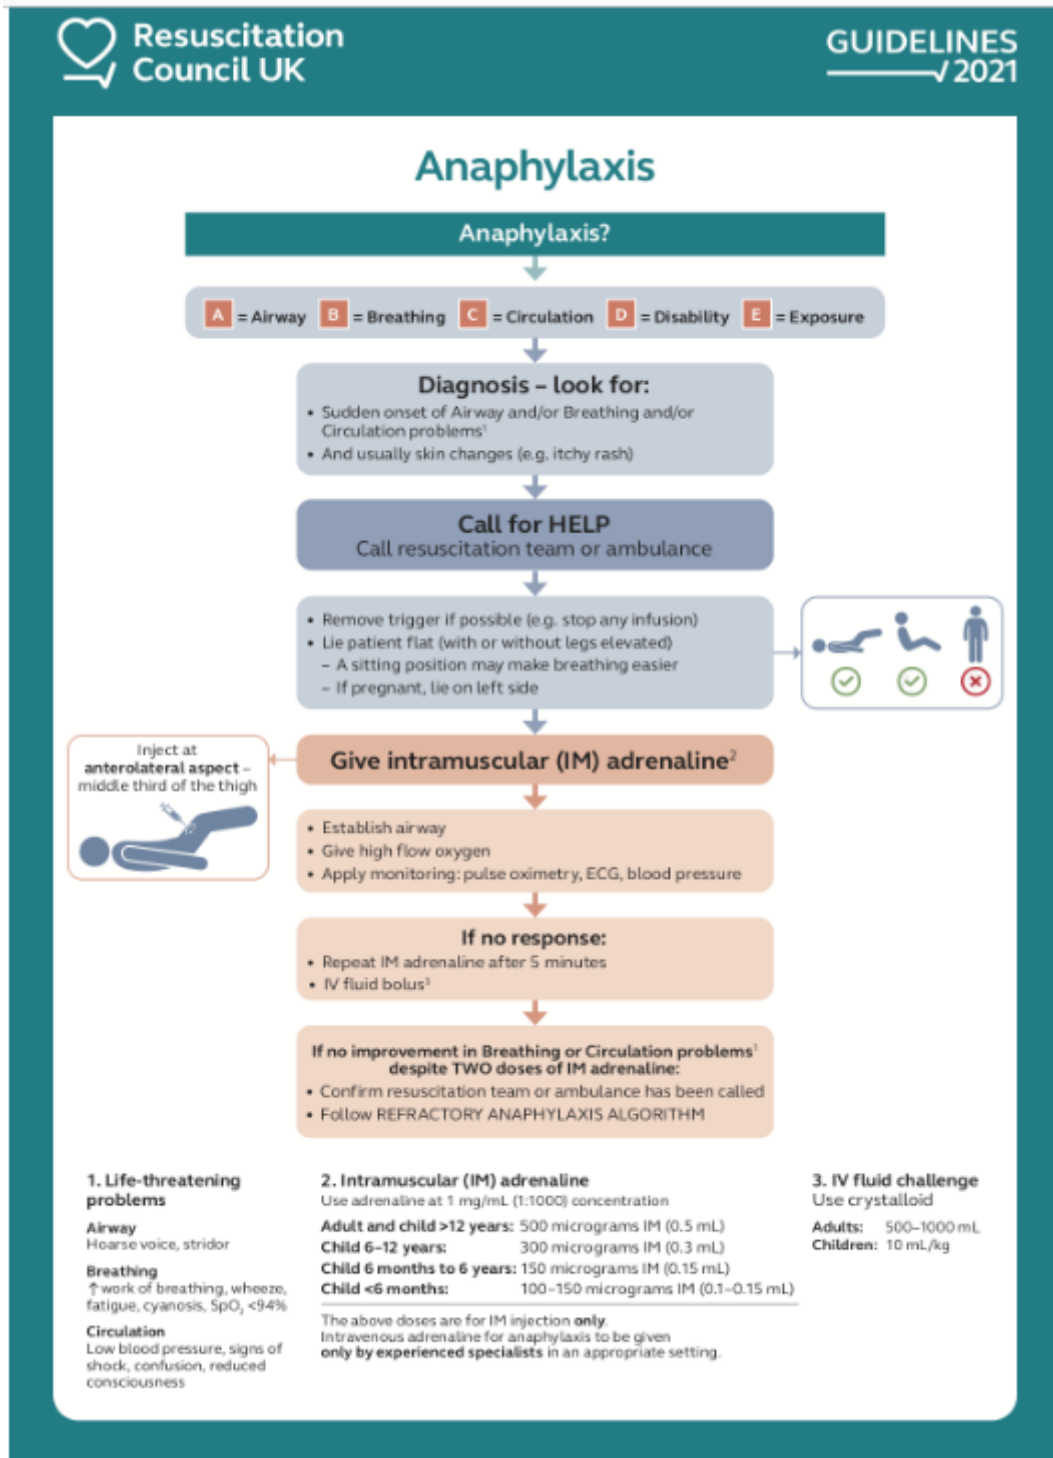 Resuscitation
Council UK
GUIDELINES
2021
Anaphylaxis
Anaphylaxis?
A = Airway B = Breathing C = Circulation D = Disability E = Exposure
Diagnosis – look for:
• Sudden onset of Airway and/or Breathing and/or
Circulation problems¹
• And usually skin changes (e.g. itchy rash)
Call for HELP
Call resuscitation team or ambulance
• Remove trigger if possible (e.g. stop any infusion)
• Lie patient flat (with or without legs elevated)
– A sitting position may make breathing easier
– If pregnant, lie on left side
Inject at
anterolateral aspect –
middle third of the thigh
Give intramuscular (IM) adrenaline²
• Establish airway
• Give high flow oxygen
• Apply monitoring: pulse oximetry, ECG, blood pressure
If no response:
• Repeat IM adrenaline after 5 minutes
• IV fluid bolus³
If no improvement in Breathing or Circulation problems¹
despite TWO doses of IM adrenaline:
• Confirm resuscitation team or ambulance has been called
• Follow REFRACTORY ANAPHYLAXIS ALGORITHM
1. Life-threatening
problems
Airway
Hoarse voice, stridor
Breathing
↑work of breathing, wheeze,
fatigue, cyanosis, SpO₂ <94%
Circulation
Low blood pressure, signs of
shock, confusion, reduced
consciousness
2. Intramuscular (IM) adrenaline
Use adrenaline at 1 mg/mL (1:1000) concentration
Adult and child >12 years: 500 micrograms IM (0.5 mL)
Child 6–12 years: 300 micrograms IM (0.3 mL)
Child 6 months to 6 years: 150 micrograms IM (0.15 mL)
Child <6 months: 100–150 micrograms IM (0.1–0.15 mL)
The above doses are for IM injection only.
Intravenous adrenaline for anaphylaxis to be given
only by experienced specialists in an appropriate setting.
3. IV fluid challenge
Use crystalloid
Adults: 500–1000 mL
Children: 10 mL/kg